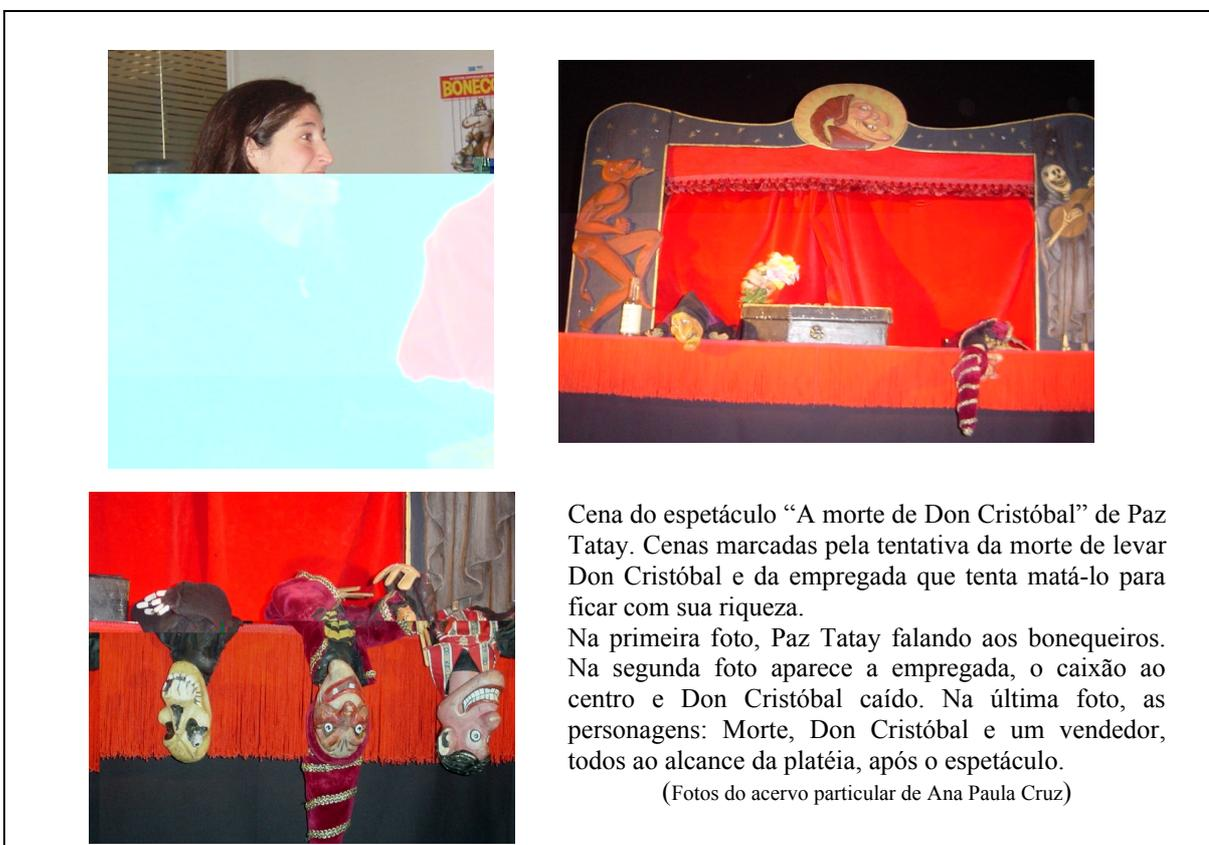 BONECO
Cena do espetáculo “A morte de Don Cristóbal” de Paz
Tatay. Cenas marcadas pela tentativa da morte de levar
Don Cristóbal e da empregada que tenta matá-lo para
ficar com sua riqueza.
Na primeira foto, Paz Tatay falando aos bonequeiros.
Na segunda foto aparece a empregada, o caixão ao
centro e Don Cristóbal caído. Na última foto, as
personagens: Morte, Don Cristóbal e um vendedor,
todos ao alcance da platéia, após o espetáculo.
(Fotos do acervo particular de Ana Paula Cruz)